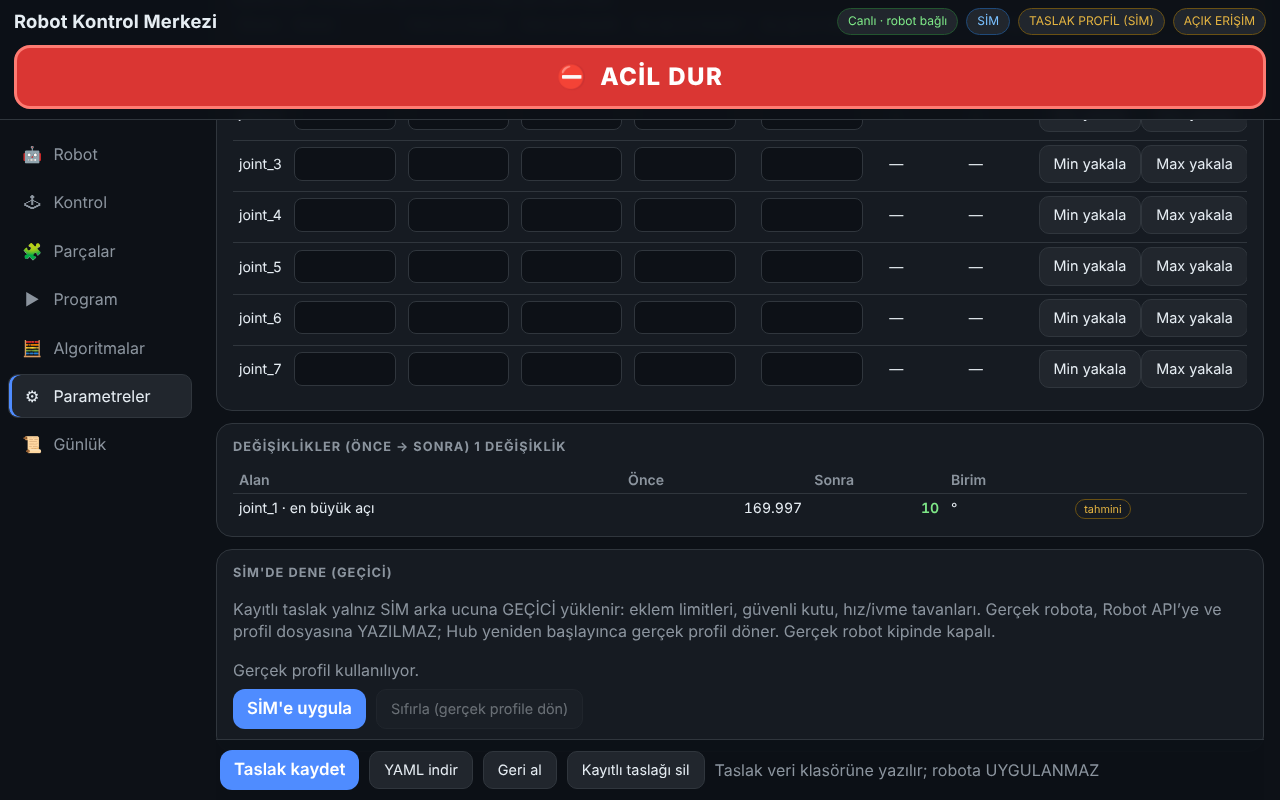 Robot Kontrol Merkezi
Canlı · robot bağlı
SİM
TASLAK PROFİL (SİM)
AÇIK ERİŞİM
ACİL DUR
Robot
Kontrol
Parçalar
Program
Algoritmalar
Parametreler
Günlük
joint_3 — — Min yakala Max yakala
joint_4 — — Min yakala Max yakala
joint_5 — — Min yakala Max yakala
joint_6 — — Min yakala Max yakala
joint_7 — — Min yakala Max yakala
DEĞİŞİKLİKLER (ÖNCE → SONRA) 1 DEĞİŞİKLİK
Alan Önce Sonra Birim
joint_1 · en büyük açı 169.997 10 ° tahmini
SİM'DE DENE (GEÇİCİ)
Kayıtlı taslak yalnız SİM arka ucuna GEÇİCİ yüklenir: eklem limitleri, güvenli kutu, hız/ivme tavanları. Gerçek robota, Robot API’ye ve
profil dosyasına YAZILMAZ; Hub yeniden başlayınca gerçek profil döner. Gerçek robot kipinde kapalı.
Gerçek profil kullanılıyor.
SİM'e uygula
Sıfırla (gerçek profile dön)
Taslak kaydet
YAML indir
Geri al
Kayıtlı taslağı sil
Taslak veri klasörüne yazılır; robota UYGULANMAZ